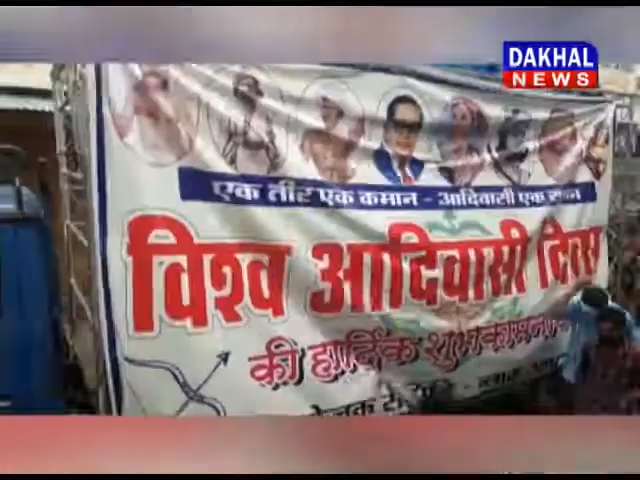 DAKHAL
NEWS
एक तीर एक कमान - आदिवासी एक
विश्व आदिवासी दिवस
की हार्दिक शुभकामनाएं